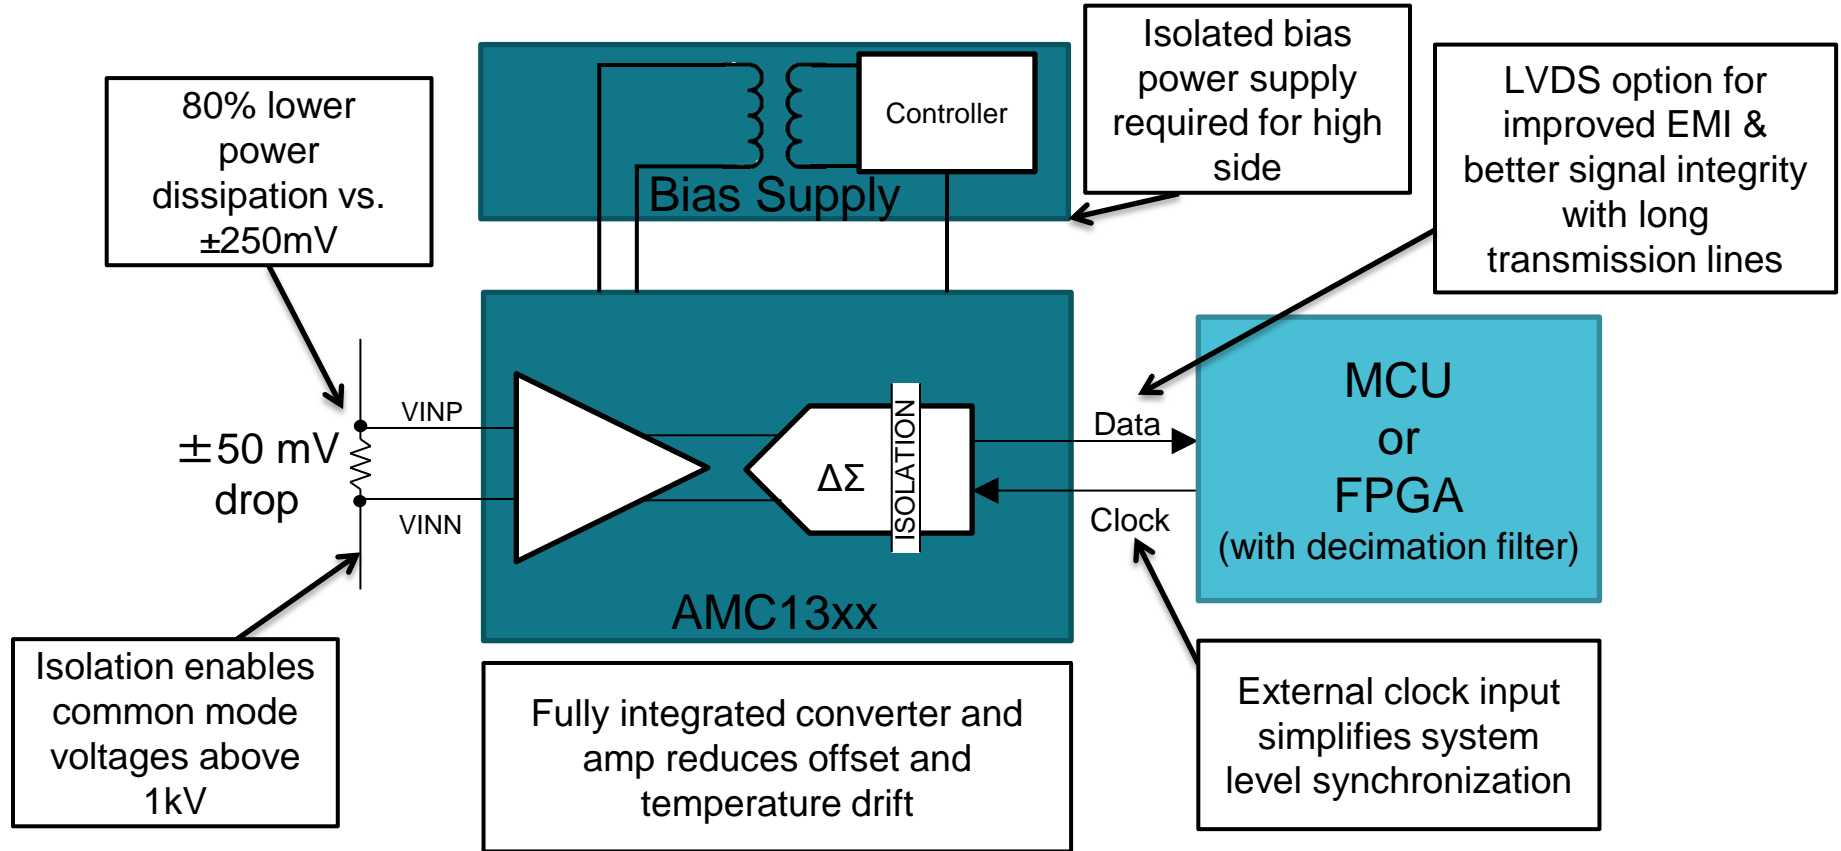 80% lower
power
dissipation vs.
±250mV
Controller
Bias Supply
Isolated bias
power supply
required for high
side
LVDS option for
improved EMI &
better signal integrity
with long
transmission lines
VINP
±50 mV
drop
VINN
ΔΣ
ISOLATION
AMC13xx
Data
Clock
MCU
or
FPGA
(with decimation filter)
Isolation enables
common mode
voltages above
1kV
Fully integrated converter and
amp reduces offset and
temperature drift
External clock input
simplifies system
level synchronization